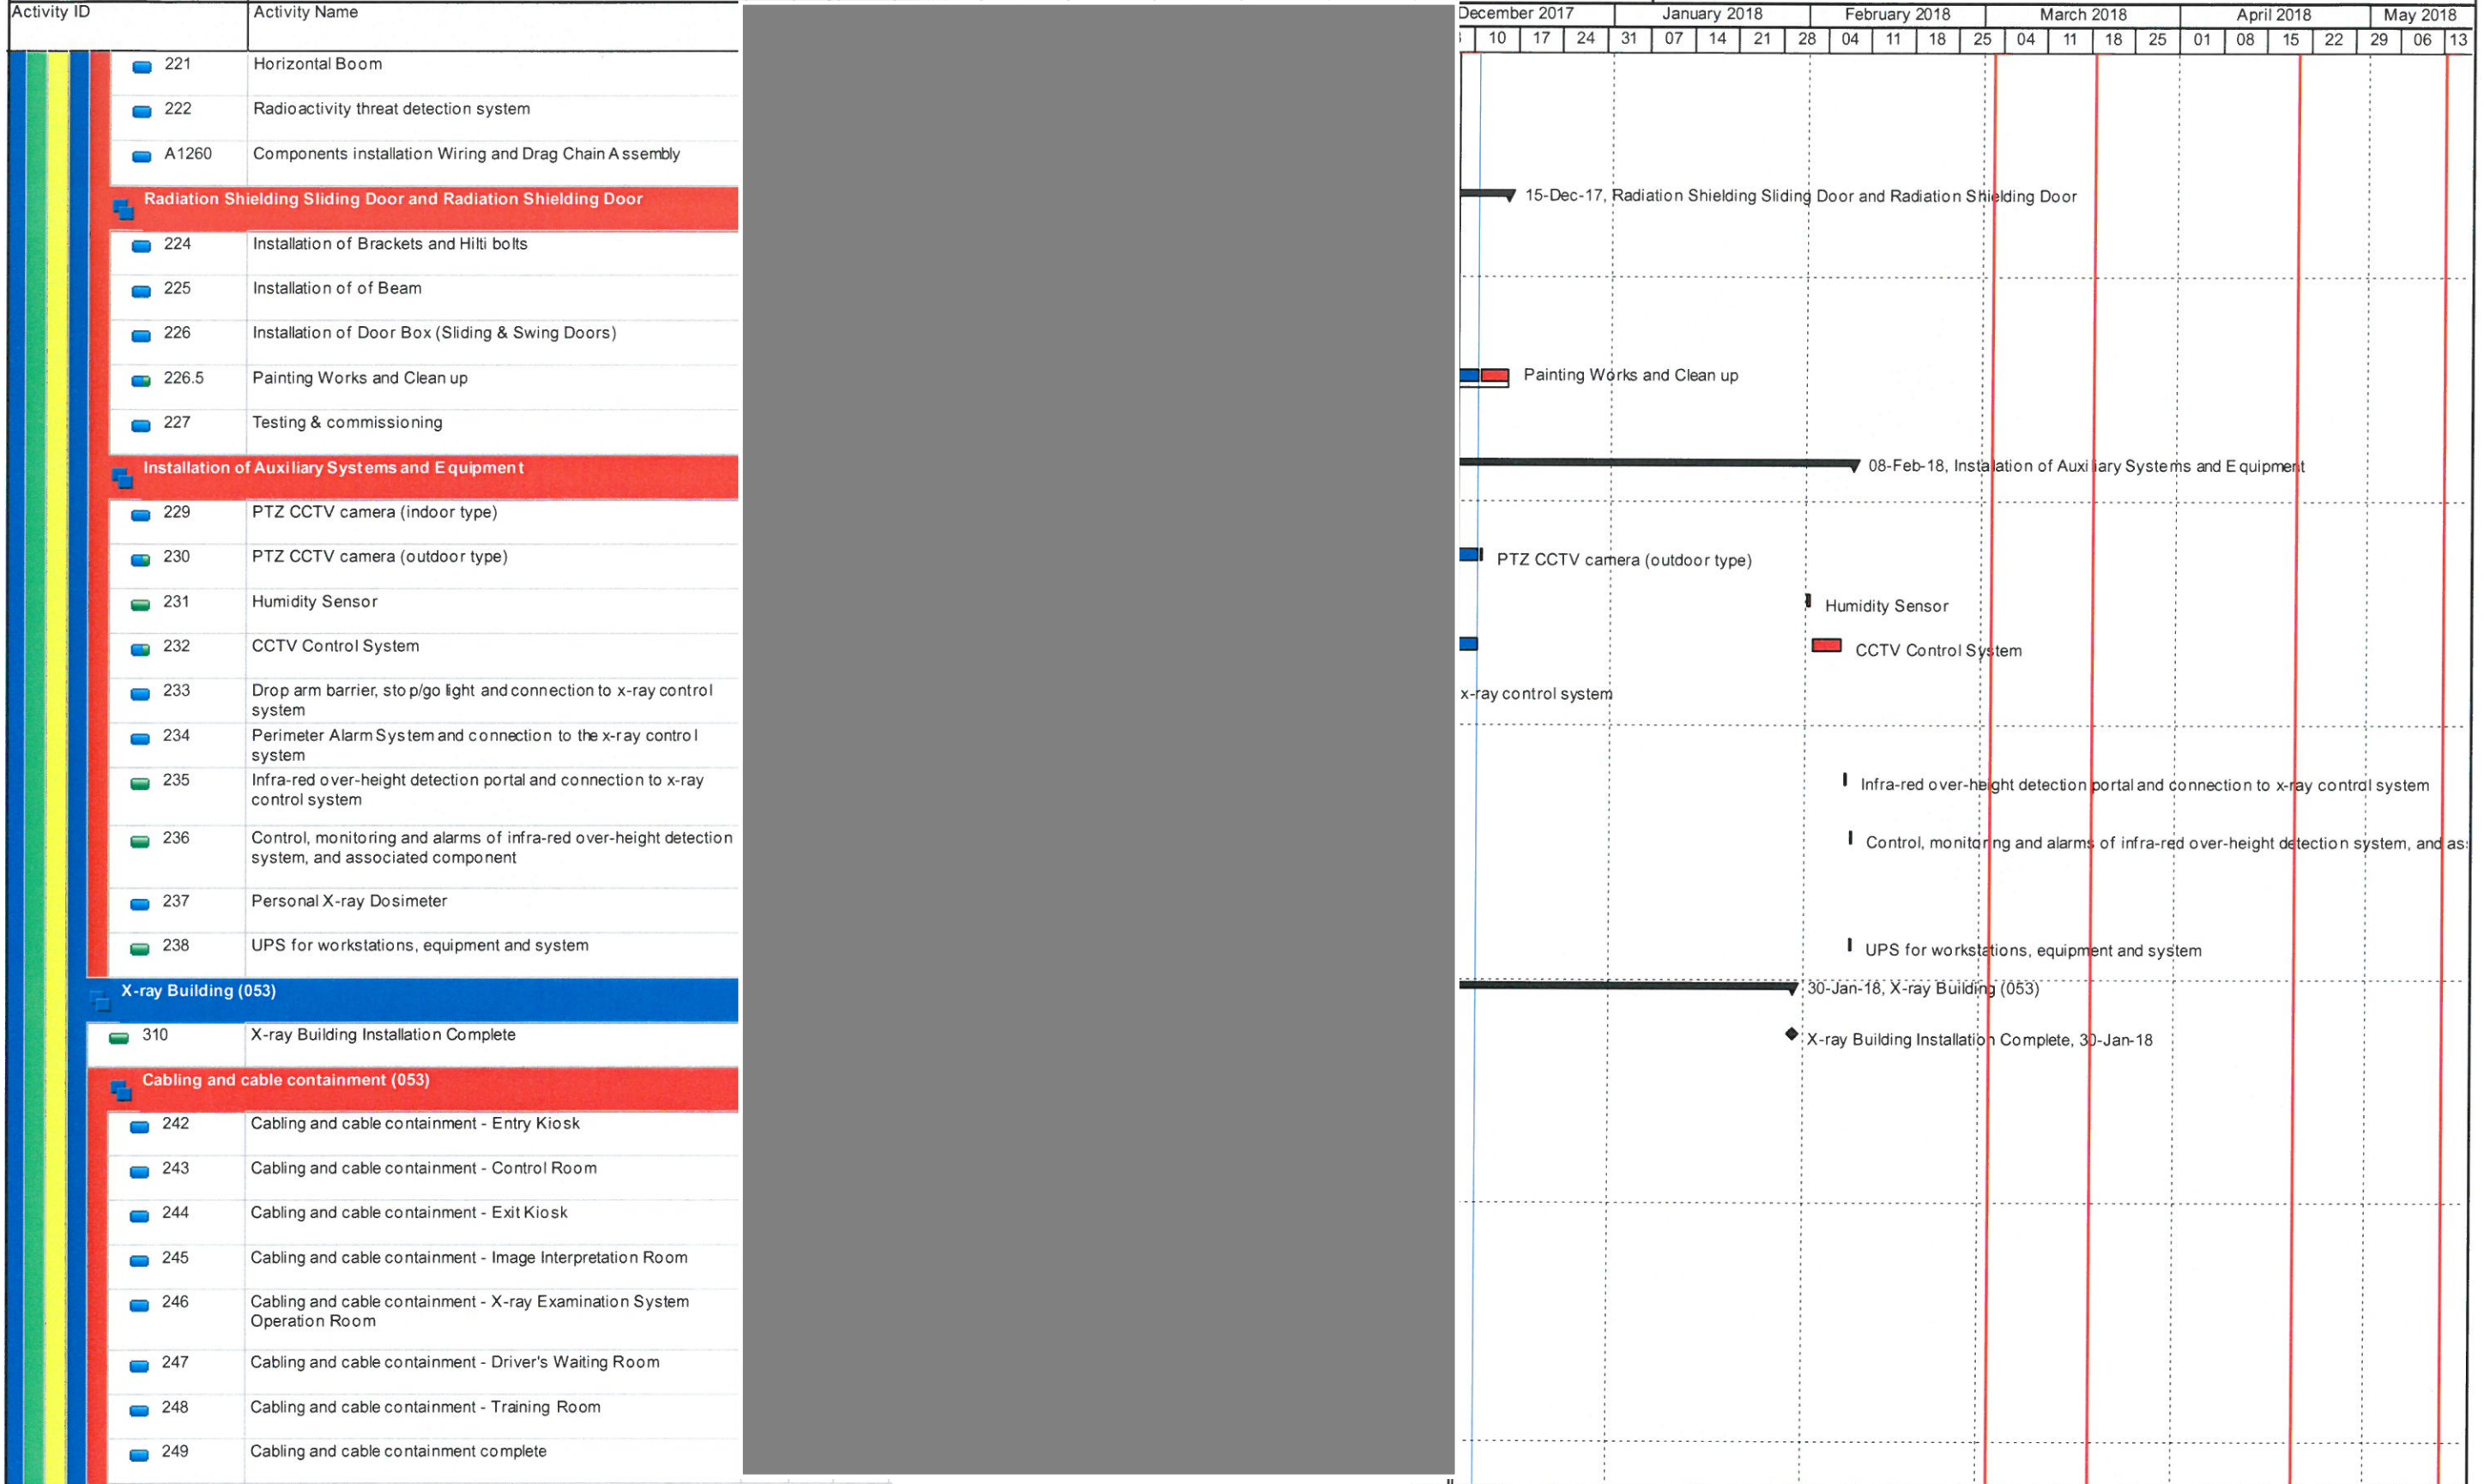 Activity ID Activity Name December 2017 January 2018 February 2018 March 2018 April 2018 May 2018
10 17 24 31 07 14 21 28 04 11 18 25 04 11 18 25 01 08 15 22 29 06 13
221 Horizontal Boom
222 Radioactivity threat detection system
A1260 Components installation Wiring and Drag Chain Assembly
Radiation Shielding Sliding Door and Radiation Shielding Door 15-Dec-17, Radiation Shielding Sliding Door and Radiation Shielding Door
224 Installation of Brackets and Hilti bolts
225 Installation of of Beam
226 Installation of Door Box (Sliding & Swing Doors)
226.5 Painting Works and Clean up Painting Works and Clean up
227 Testing & commissioning
Installation of Auxiliary Systems and Equipment 08-Feb-18, Installation of Auxiliary Systems and Equipment
229 PTZ CCTV camera (indoor type)
230 PTZ CCTV camera (outdoor type) PTZ CCTV camera (outdoor type)
231 Humidity Sensor Humidity Sensor
232 CCTV Control System CCTV Control System
233 Drop arm barrier, stop/go light and connection to x-ray control x-ray control system
system
234 Perimeter Alarm System and connection to the x-ray control
system
235 Infra-red over-height detection portal and connection to x-ray Infra-red over-height detection portal and connection to x-ray control system
control system
236 Control, monitoring and alarms of infra-red over-height detection Control, monitoring and alarms of infra-red over-height detection system, and
system, and associated component
237 Personal X-ray Dosimeter
238 UPS for workstations, equipment and system UPS for workstations, equipment and system
X-ray Building (053) 30-Jan-18, X-ray Building (053)
310 X-ray Building Installation Complete X-ray Building Installation Complete, 30-Jan-18
Cabling and cable containment (053)
242 Cabling and cable containment - Entry Kiosk
243 Cabling and cable containment - Control Room
244 Cabling and cable containment - Exit Kiosk
245 Cabling and cable containment - Image Interpretation Room
246 Cabling and cable containment - X-ray Examination System
Operation Room
247 Cabling and cable containment - Driver's Waiting Room
248 Cabling and cable containment - Training Room
249 Cabling and cable containment complete